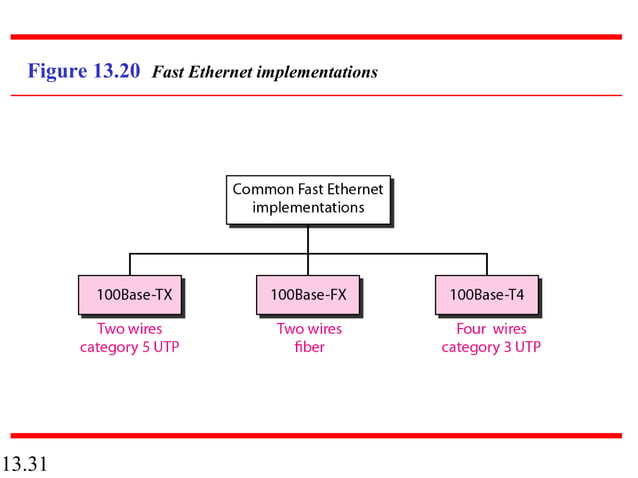 Figure 13.20 Fast Ethernet implementations
Common Fast Ethernet
implementations
100Base-TX
100Base-FX
100Base-T4
Two wires
category 5 UTP
Two wires
fiber
Four wires
category 3 UTP
13.31